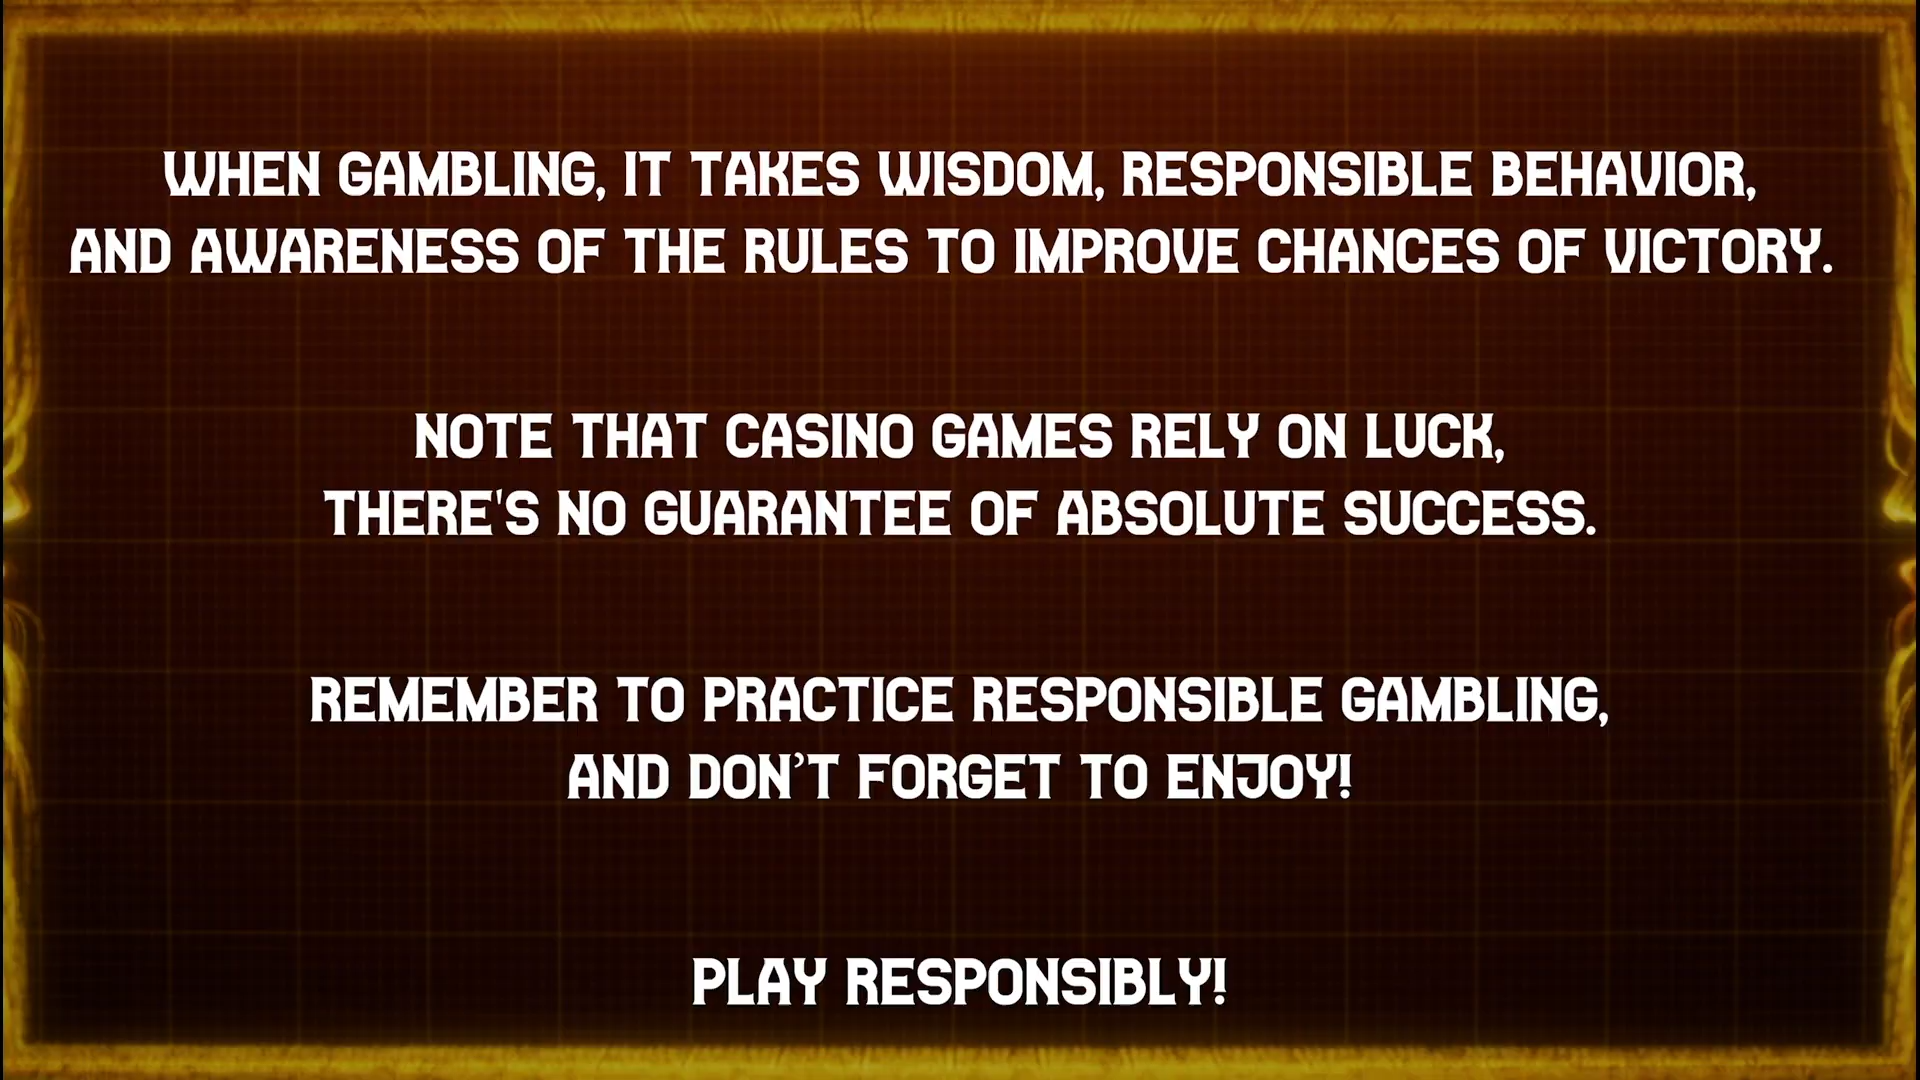 WHEN GAMBLING, IT TAKES WISDOM, RESPONSIBLE BEHAVIOR,
AND AWARENESS OF THE RULES TO IMPROVE CHANCES OF VICTORY.
NOTE THAT CASINO GAMES RELY ON LUCK,
THERE'S NO GUARANTEE OF ABSOLUTE SUCCESS.
REMEMBER TO PRACTICE RESPONSIBLE GAMBLING,
AND DON’T FORGET TO ENJOY!
PLAY RESPONSIBLY!